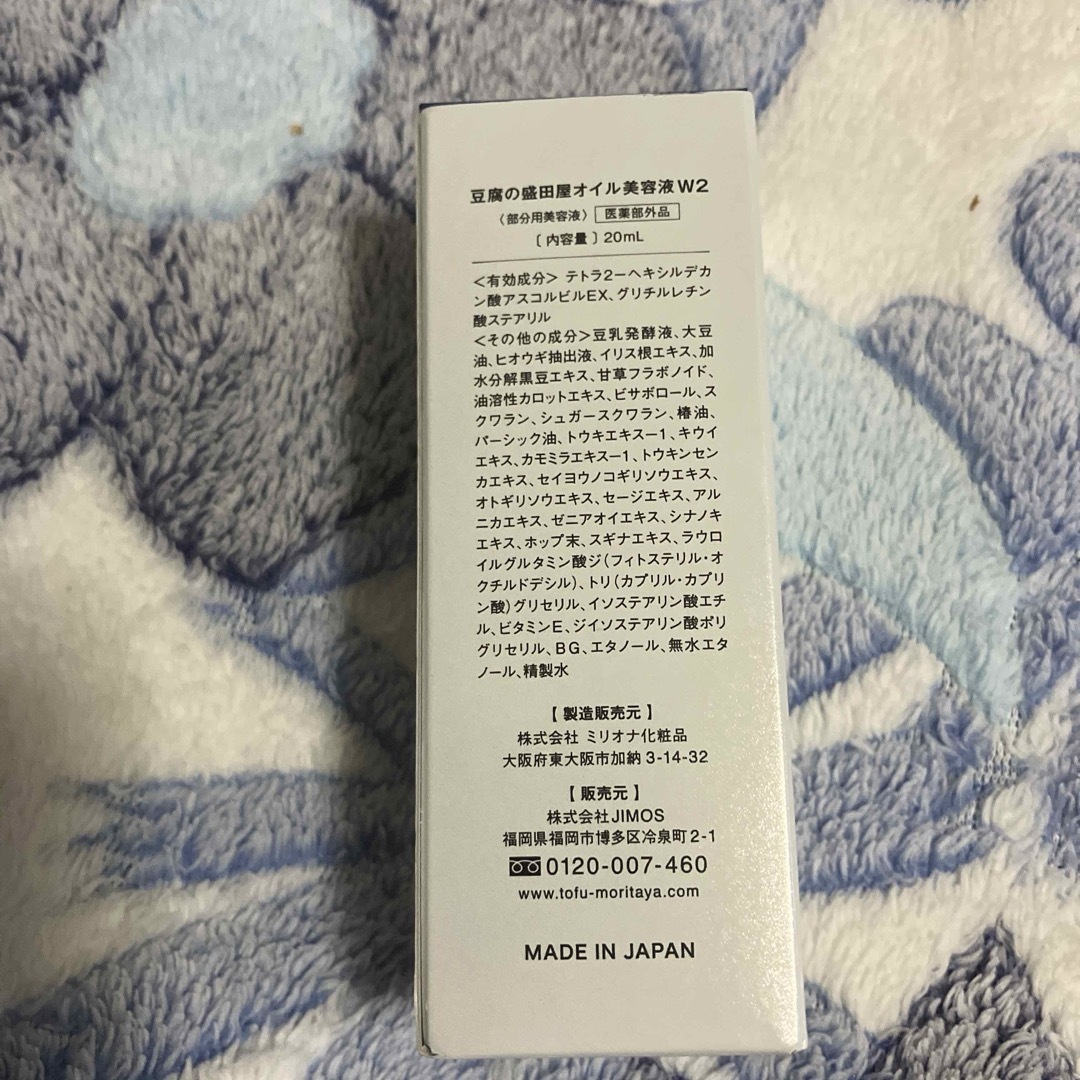 豆腐の盛田屋オイル美容液W2
〈部分用美容液〉 医薬部外品
〔内容量〕20mL
＜有効成分＞ テトラ2ーヘキシルデカ
ン酸アスコルビルEX、グリチルレチン
酸ステアリル
＜その他の成分＞豆乳発酵液、大豆
油、ヒオウギ抽出液、イリス根エキス、加
水分解黒豆エキス、甘草フラボノイド、
油溶性カロットエキス、ビサボロール、ス
クワラン、シュガースクワラン、椿油、
パーシック油、トウキエキスー1、キウイ
エキス、カモミラエキスー1、トウキンセン
カエキス、セイヨウノコギリソウエキス、
オトギリソウエキス、セージエキス、アル
ニカエキス、ゼニアオイエキス、シナノキ
エキス、ホップ末、スギナエキス、ラウロ
イルグルタミン酸ジ(フィトステリル・オ
クチルドデシル)、トリ(カプリル・カプリ
ン酸)グリセリル、イソステアリン酸エチ
ル、ビタミンE、ジイソステアリン酸ポリ
グリセリル、BG、エタノール、無水エタ
ノール、精製水
【 製造販売元 】
株式会社 ミリオナ化粧品
大阪府東大阪市加納 3-14-32
【 販売元 】
株式会社JIMOS
福岡県福岡市博多区冷泉町2-1
0120-007-460
www.tofu-moritaya.com
MADE IN JAPAN